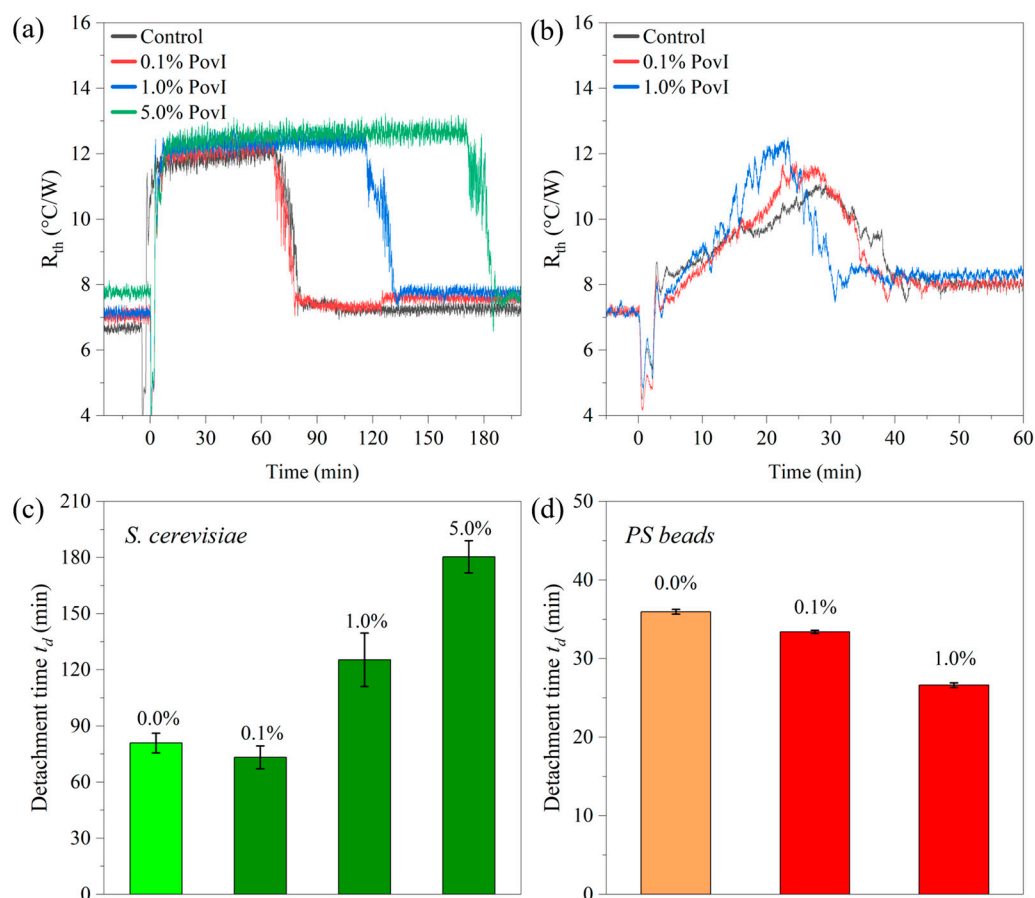 (a)
16
14
12
10
8
6
4
R_th (°C/W)
Control
0.1% PovI
1.0% PovI
5.0% PovI
0 30 60 90 120 150 180
Time (min)
(b)
16
14
12
10
8
6
4
R_th (°C/W)
Control
0.1% PovI
1.0% PovI
0 10 20 30 40 50 60
Time (min)
(c)
210
180
150
120
90
60
30
0
Detachment time t_d (min)
S. cerevisiae
0.0%
0.1%
1.0%
5.0%
(d)
50
40
30
20
10
0
Detachment time t_d (min)
PS beads
0.0%
0.1%
1.0%